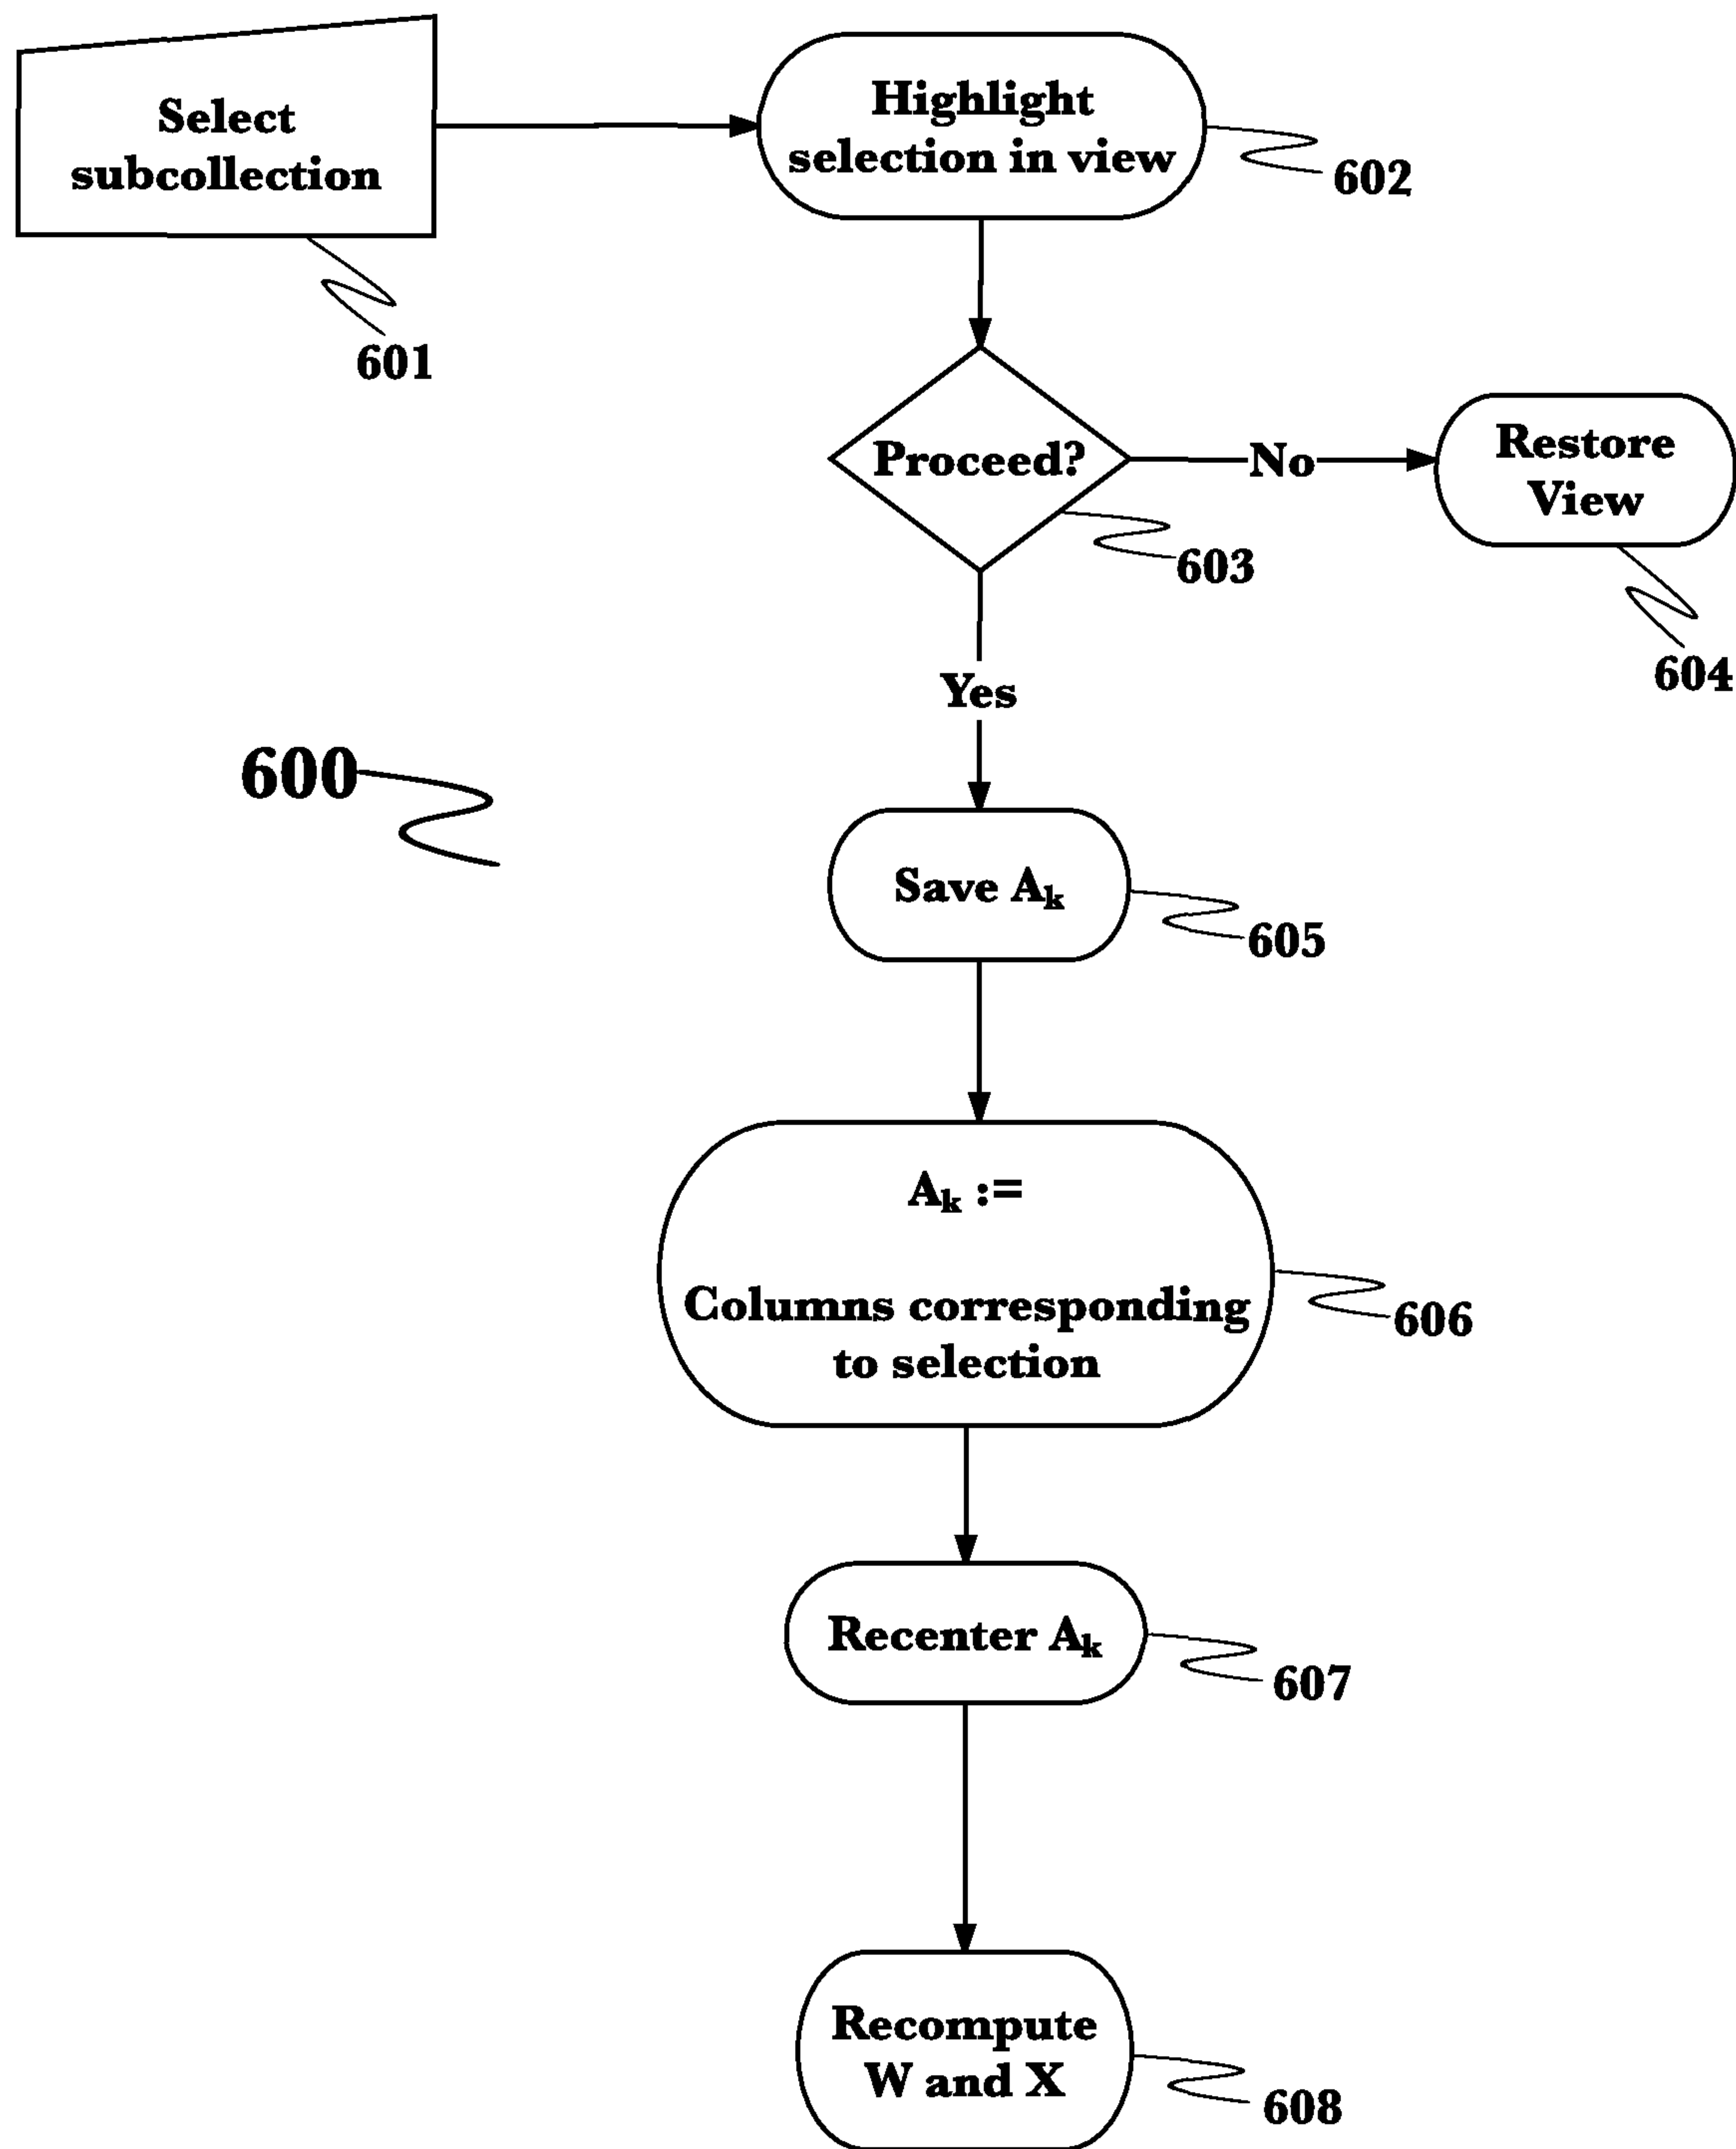 Select
subcollection
601
Highlight
selection in view
602
Proceed?
603
No
Restore
View
604
Yes
600
Save Aₖ
605
Aₖ :=
Columns corresponding
to selection
606
Recenter Aₖ
607
Recompute
W and X
608